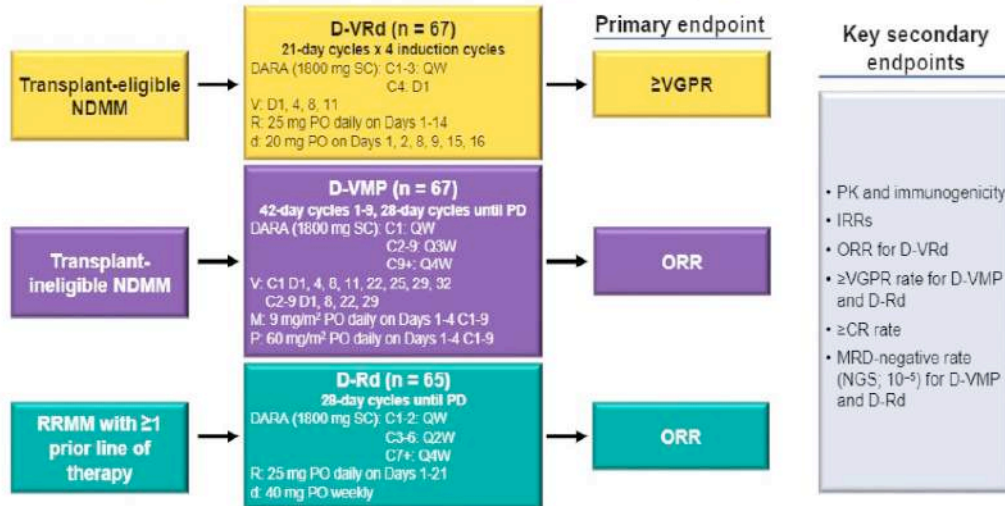 D-VRd (n = 67)
21-day cycles x 4 induction cycles
DARA (1800 mg SC): C1-3: QW
C4: D1
V: D1, 4, 8, 11
R: 25 mg PO daily on Days 1-14
d: 20 mg PO on Days 1, 2, 8, 9, 15, 16
Transplant-eligible
NDMM
Primary endpoint
≥VGPR
Key secondary
endpoints
D-VMP (n = 67)
42-day cycles 1-9, 28-day cycles until PD
DARA (1800 mg SC): C1: QW
C2-9: Q3W
C9+: Q4W
V: C1 D1, 4, 8, 11, 22, 25, 29, 32
C2-9 D1, 8, 22, 29
M: 9 mg/m² PO daily on Days 1-4 C1-9
P: 60 mg/m² PO daily on Days 1-4 C1-9
Transplant-
ineligible NDMM
ORR
• PK and immunogenicity
• IRRs
• ORR for D-VRd
• ≥VGPR rate for D-VMP
and D-Rd
• ≥CR rate
• MRD-negative rate
(NGS; 10⁻⁵) for D-VMP
and D-Rd
D-Rd (n = 65)
28-day cycles until PD
DARA (1800 mg SC): C1-2: QW
C3-6: Q2W
C7+: Q4W
R: 25 mg PO daily on Days 1-21
d: 40 mg PO weekly
RRMM with ≥1
prior line of
therapy
ORR